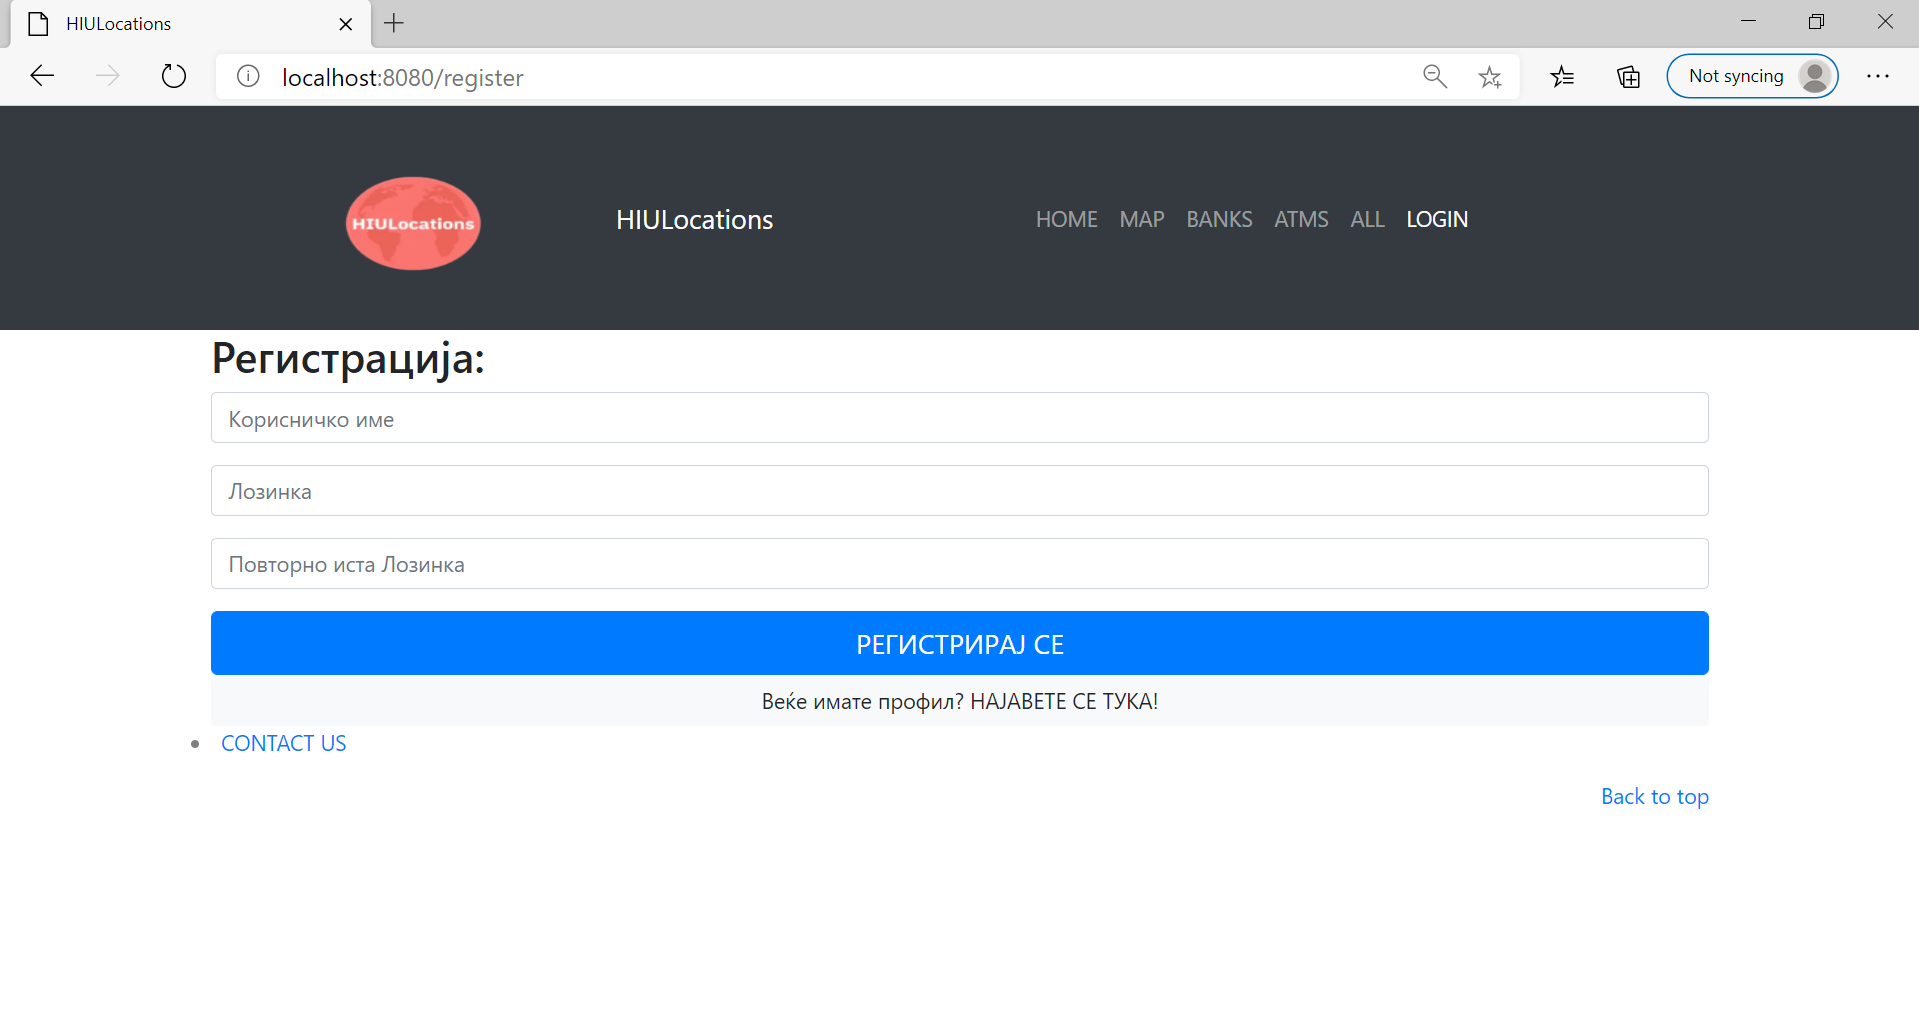 HIULocations
localhost:8080/register
Not syncing
HIULocations
HIULocations
HOME MAP BANKS ATMS ALL LOGIN
Регистрација:
Корисничко име
Лозинка
Повторно иста Лозинка
РЕГИСТРИРАЈ СЕ
Веќе имате профил? НАЈАВЕТЕ СЕ ТУКА!
CONTACT US
Back to top